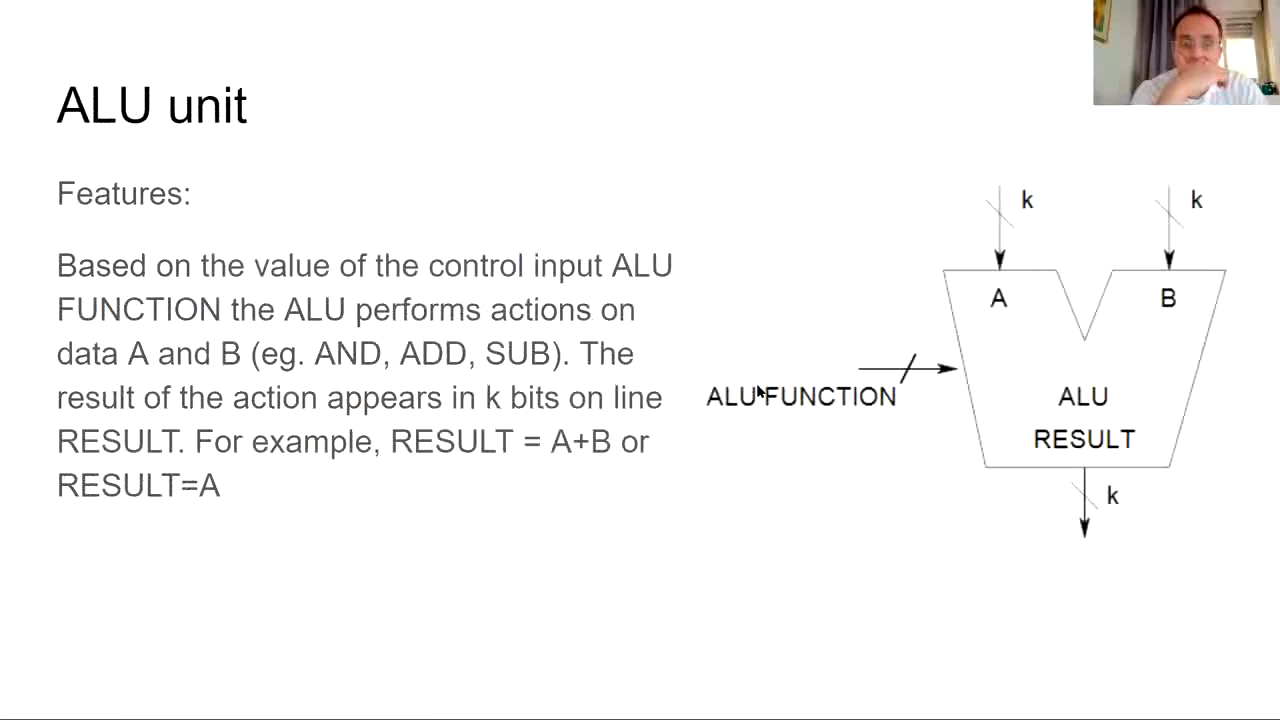 ALU unit
Features:
Based on the value of the control input ALU
FUNCTION the ALU performs actions on
data A and B (eg. AND, ADD, SUB). The
result of the action appears in k bits on line
RESULT. For example, RESULT = A+B or
RESULT=A
k
k
A
B
ALU FUNCTION
ALU
RESULT
k